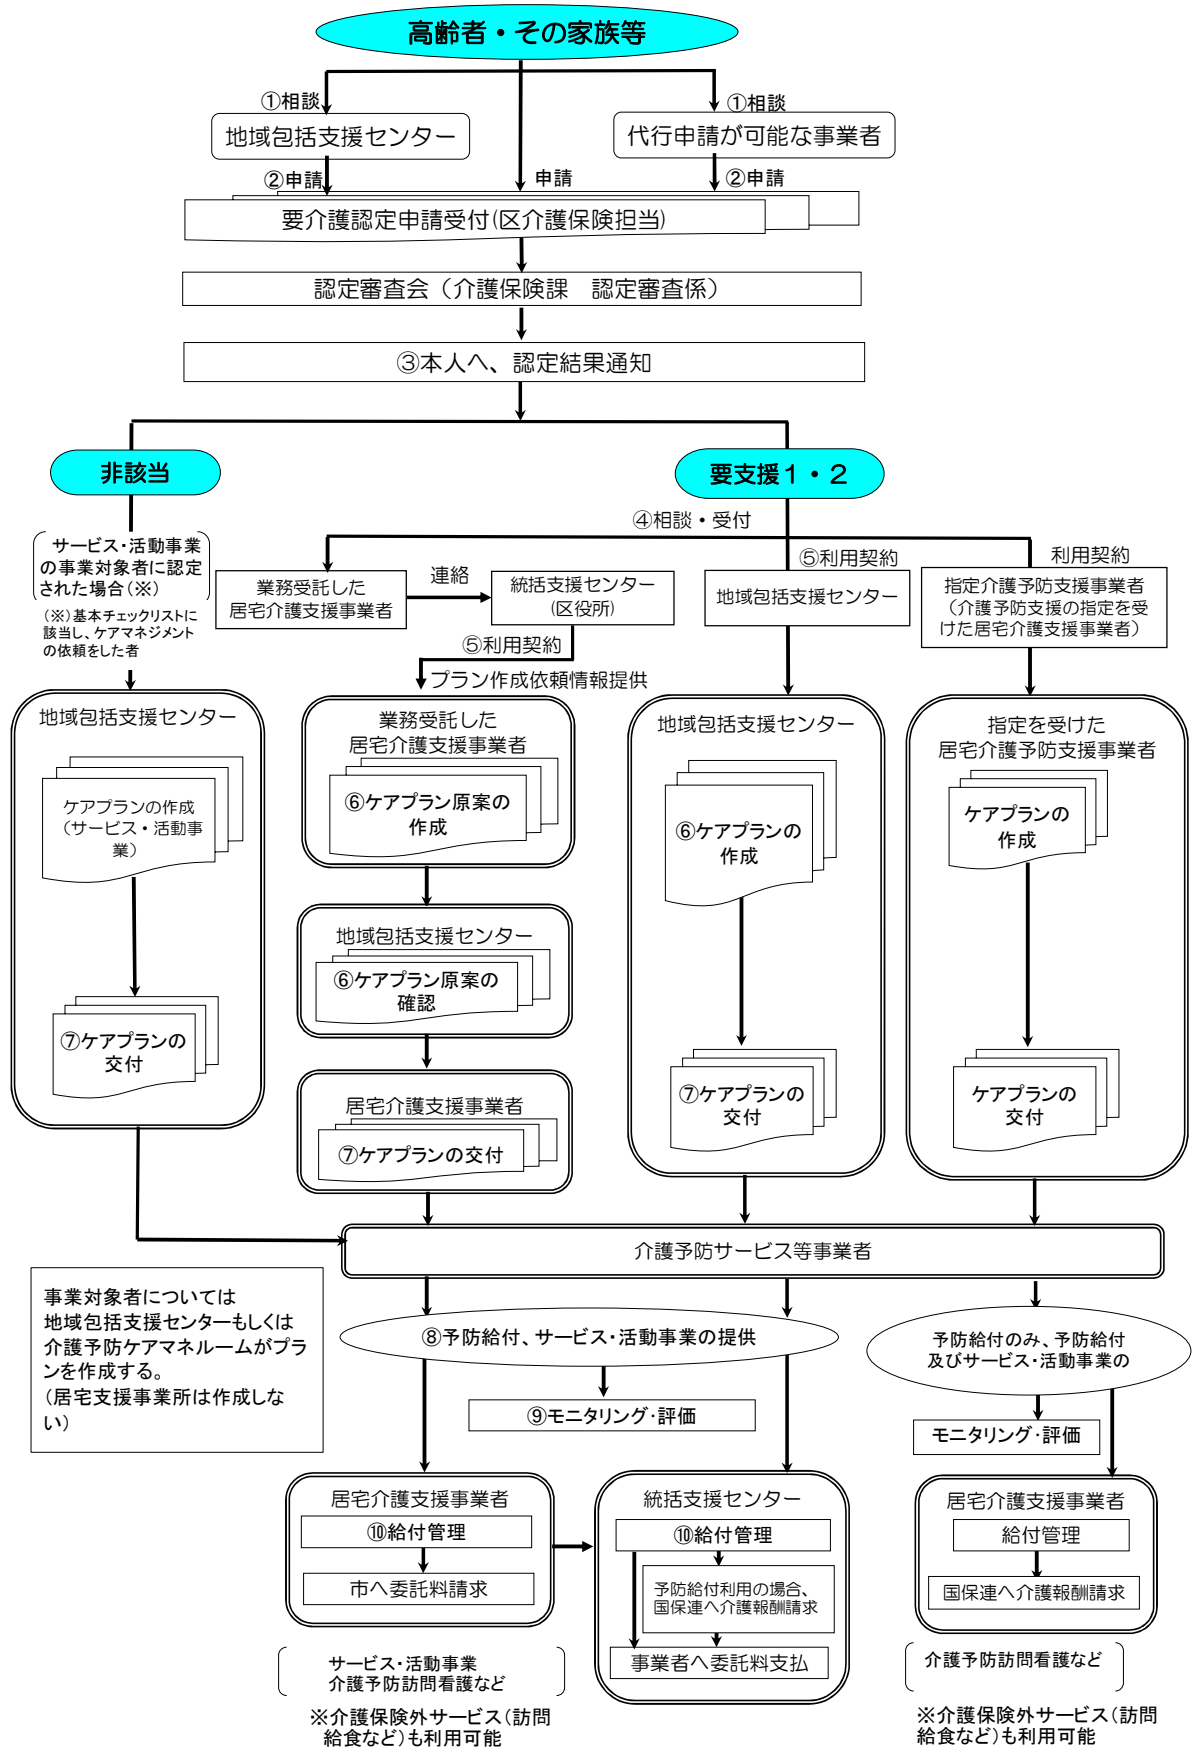 高齢者・その家族等
①相談
①相談
地域包括支援センター
代行申請が可能な事業者
②申請
申請
②申請
要介護認定申請受付(区介護保険担当)
認定審査会（介護保険課　認定審査係）
③本人へ、認定結果通知
非該当
要支援１・２
④相談・受付
サービス・活動事業
の事業対象者に認定
された場合(※)
(※)基本チェックリストに
該当し、ケアマネジメント
の依頼をした者
業務受託した
居宅介護支援事業者
連絡
統括支援センター
(区役所)
⑤利用契約
プラン作成依頼情報提供
⑤利用契約
地域包括支援センター
利用契約
指定介護予防支援事業者
（介護予防支援の指定を受
けた居宅介護支援事業者）
地域包括支援センター
ケアプランの作成
（サービス・活動事
業）
⑦ケアプランの
交付
業務受託した
居宅介護支援事業者
⑥ケアプラン原案の
作成
地域包括支援センター
⑥ケアプラン原案の
確認
居宅介護支援事業者
⑦ケアプランの交付
地域包括支援センター
⑥ケアプランの
作成
⑦ケアプランの
交付
指定を受けた
居宅介護予防支援事業者
ケアプランの
作成
ケアプランの
交付
介護予防サービス等事業者
事業対象者については
地域包括支援センターもしくは
介護予防ケアマネルームがプラ
ンを作成する。
（居宅支援事業所は作成しな
い）
⑧予防給付、サービス・活動事業の提供
⑨モニタリング・評価
予防給付のみ、予防給付
及びサービス・活動事業の
モニタリング・評価
居宅介護支援事業者
⑩給付管理
市へ委託料請求
統括支援センター
⑩給付管理
予防給付利用の場合、
国保連へ介護報酬請求
事業者へ委託料支払
居宅介護支援事業者
給付管理
国保連へ介護報酬請求
サービス・活動事業
介護予防訪問看護など
※介護保険外サービス（訪問
給食など）も利用可能
介護予防訪問看護など
※介護保険外サービス（訪問
給食など）も利用可能